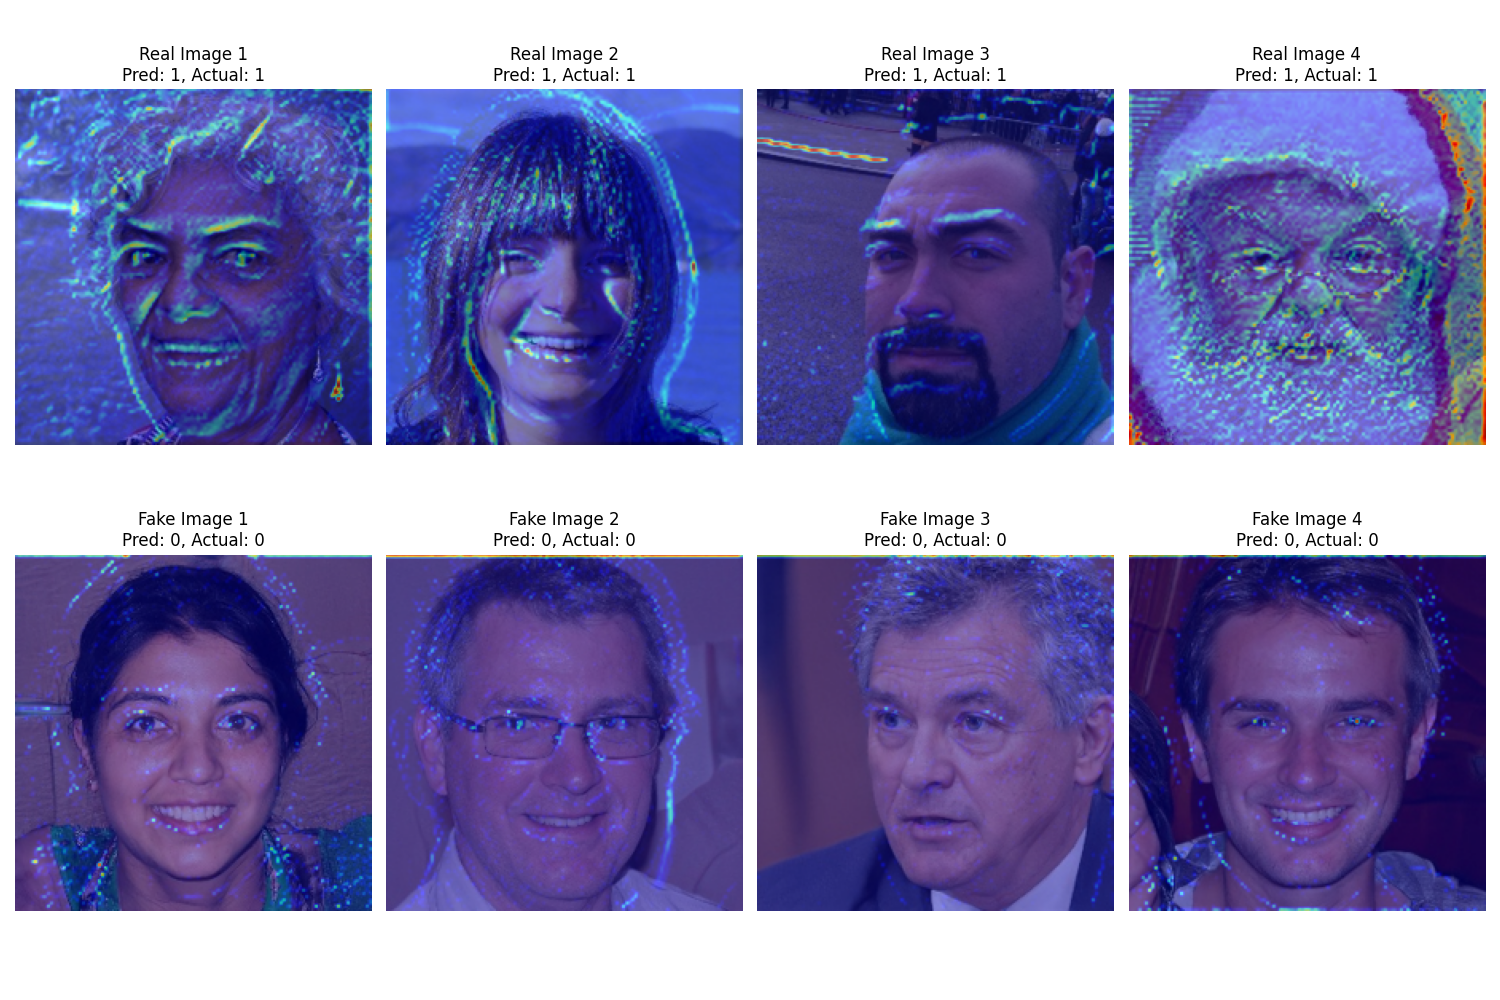 Real Image 1
Pred: 1, Actual: 1
Real Image 2
Pred: 1, Actual: 1
Real Image 3
Pred: 1, Actual: 1
Real Image 4
Pred: 1, Actual: 1
Fake Image 1
Pred: 0, Actual: 0
Fake Image 2
Pred: 0, Actual: 0
Fake Image 3
Pred: 0, Actual: 0
Fake Image 4
Pred: 0, Actual: 0